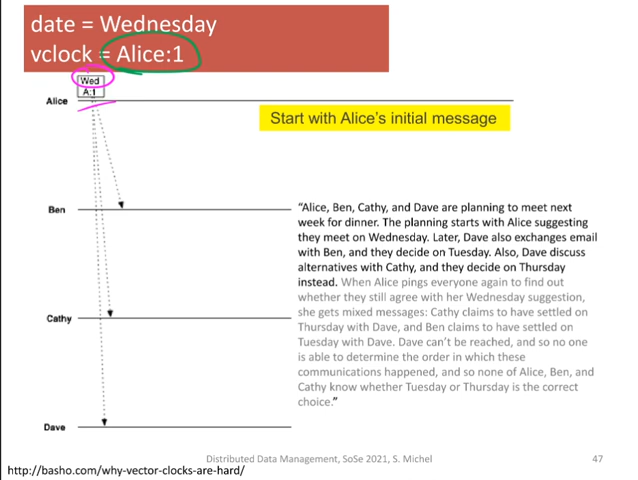 date = Wednesday
vclock = Alice:1
Wed
A:1
Alice
Start with Alice's initial message
Ben
"Alice, Ben, Cathy, and Dave are planning to meet next
week for dinner. The planning starts with Alice suggesting
they meet on Wednesday. Later, Dave also exchanges email
with Ben, and they decide on Tuesday. Also, Dave discuss
alternatives with Cathy, and they decide on Thursday
instead. When Alice pings everyone again to find out
whether they still agree with her Wednesday suggestion,
she gets mixed messages: Cathy claims to have settled on
Thursday with Dave, and Ben claims to have settled on
Tuesday with Dave. Dave can't be reached, and so no one
is able to determine the order in which these
communications happened, and so none of Alice, Ben, and
Cathy know whether Tuesday or Thursday is the correct
choice."
Cathy
Dave
Distributed Data Management, SoSe 2021, S. Michel
47
http://basho.com/why-vector-clocks-are-hard/